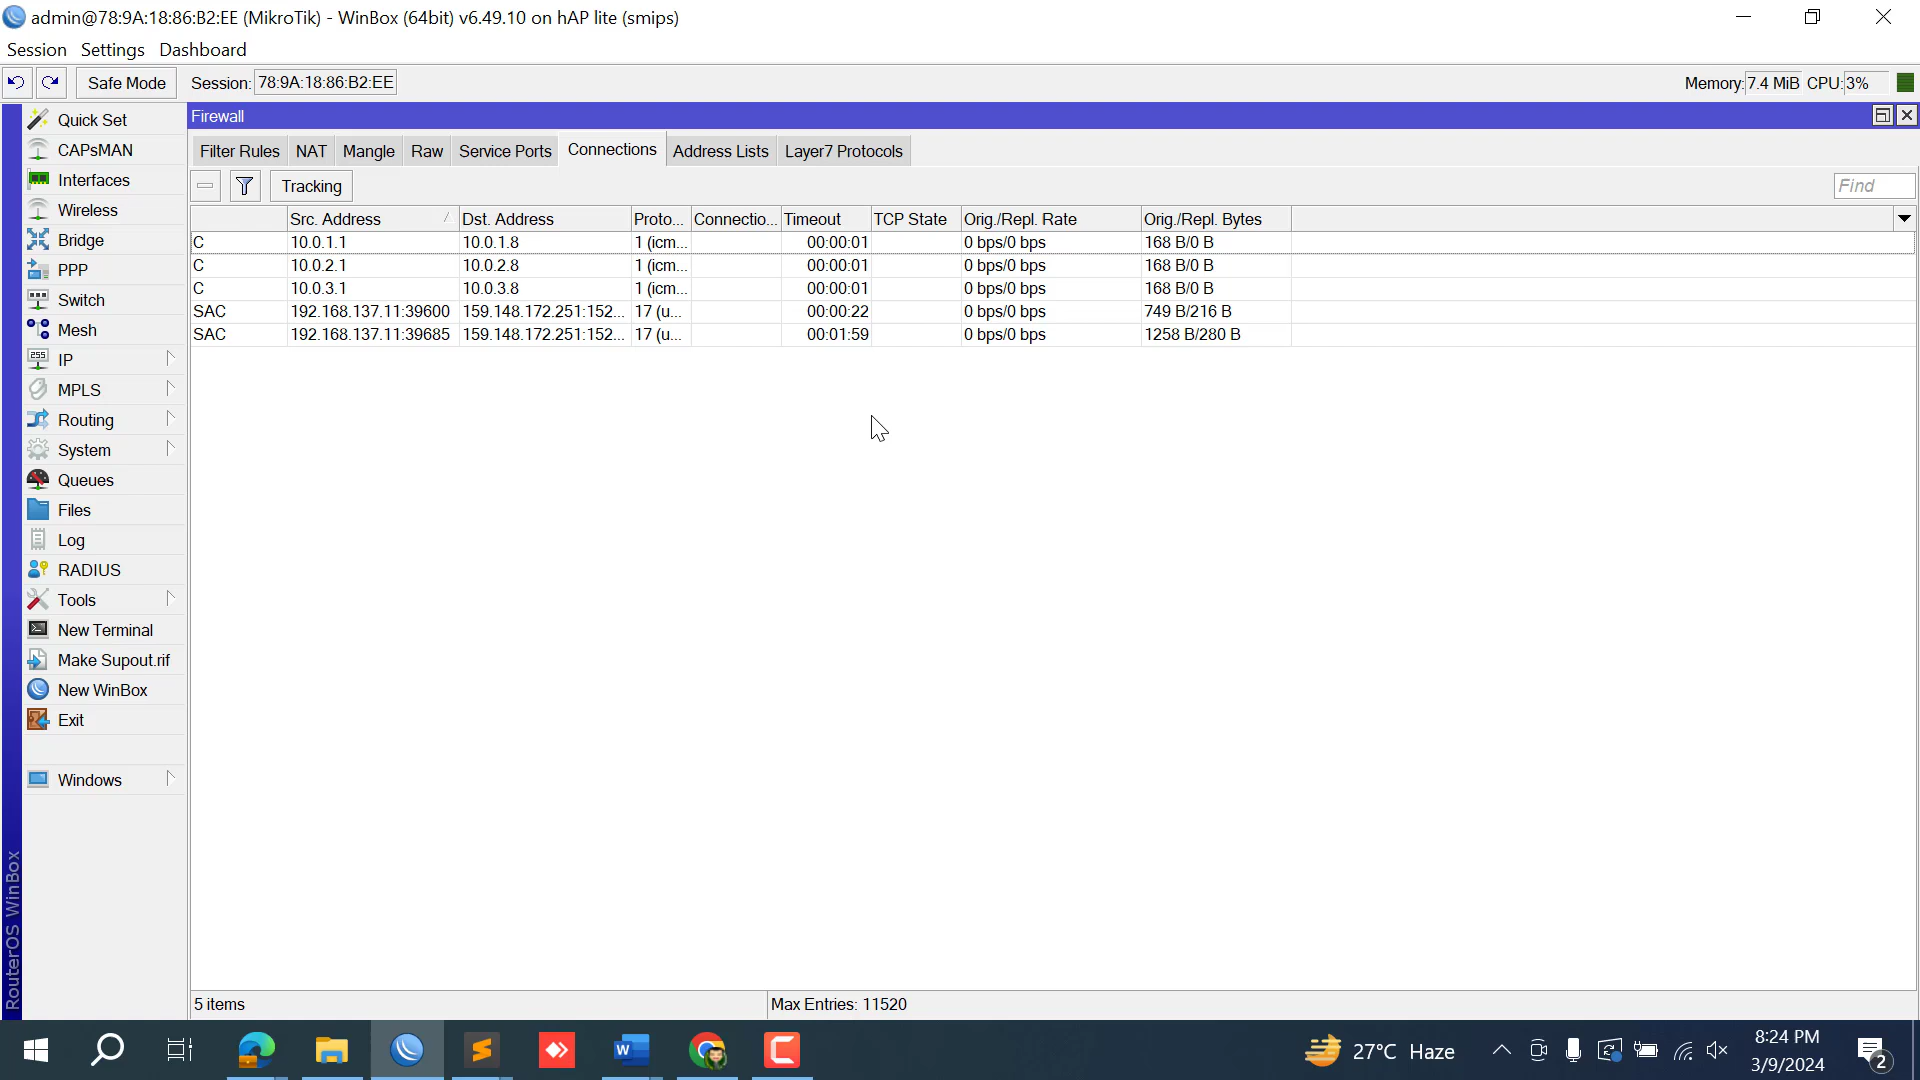 admin@78:9A:18:86:B2:EE (MikroTik) - WinBox (64bit) v6.49.10 on hAP lite (smips)
Session Settings Dashboard
Safe Mode Session: 78:9A:18:86:B2:EE Memory: 7.4 MiB CPU: 3%
Quick Set
CAPsMAN
Interfaces
Wireless
Bridge
PPP
Switch
Mesh
IP
MPLS
Routing
System
Queues
Files
Log
RADIUS
Tools
New Terminal
Make Supout.rif
New WinBox
Exit
Windows
RouterOS WinBox
Firewall
Filter Rules NAT Mangle Raw Service Ports Connections Address Lists Layer7 Protocols
Tracking Find
Src. Address Dst. Address Proto... Connectio... Timeout TCP State Orig./Repl. Rate Orig./Repl. Bytes
C 10.0.1.1 10.0.1.8 1 (icm... 00:00:01 0 bps/0 bps 168 B/0 B
C 10.0.2.1 10.0.2.8 1 (icm... 00:00:01 0 bps/0 bps 168 B/0 B
C 10.0.3.1 10.0.3.8 1 (icm... 00:00:01 0 bps/0 bps 168 B/0 B
SAC 192.168.137.11:39600 159.148.172.251:152... 17 (u... 00:00:22 0 bps/0 bps 749 B/216 B
SAC 192.168.137.11:39685 159.148.172.251:152... 17 (u... 00:01:59 0 bps/0 bps 1258 B/280 B
5 items Max Entries: 11520
27°C Haze
8:24 PM
3/9/2024
2